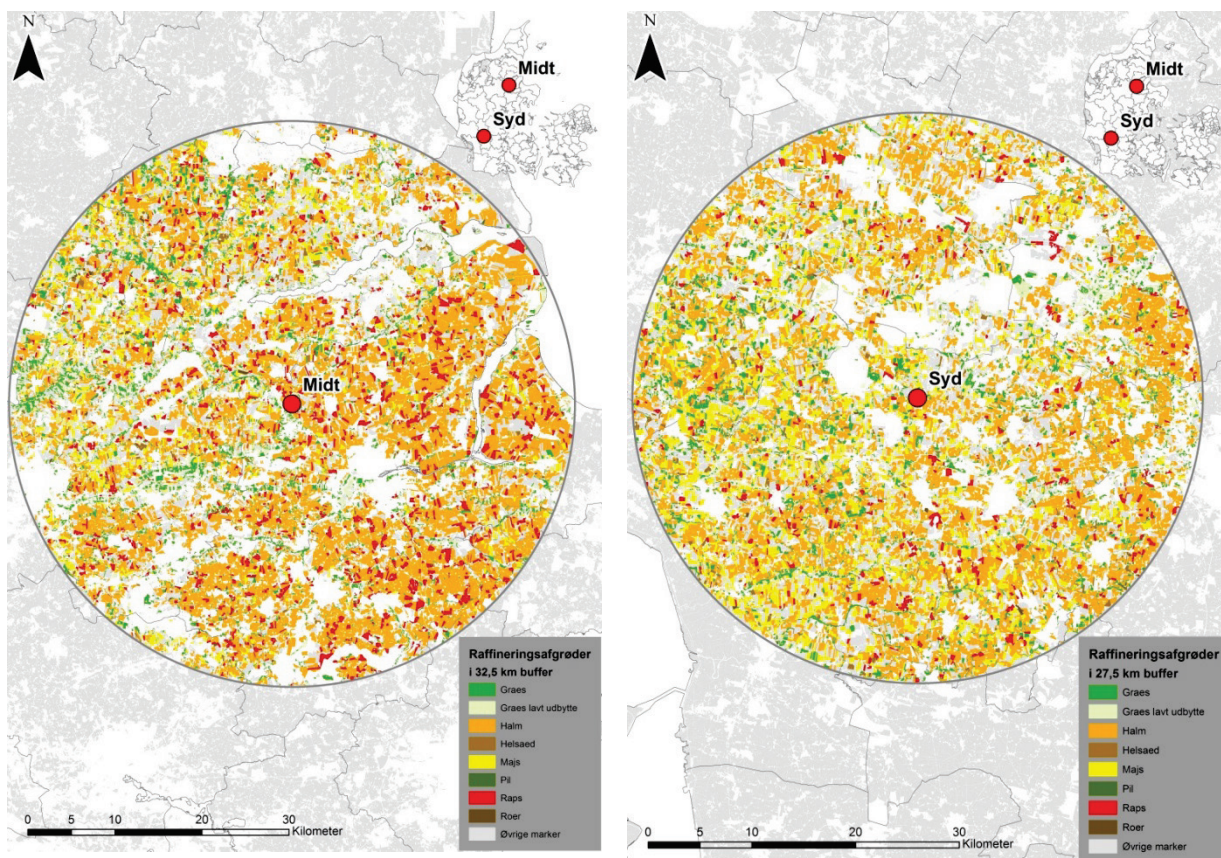 N
Midt
Syd
Midt
Raffineringsafgrøder
i 32,5 km buffer
Graes
Graes lavt udbytte
Halm
Helsaed
Majs
Pil
Raps
Roer
Øvrige marker
0 5 10 20 30
Kilometer
N
Midt
Syd
Syd
Raffineringsafgrøder
i 27,5 km buffer
Graes
Graes lavt udbytte
Halm
Helsaed
Majs
Pil
Raps
Roer
Øvrige marker
0 5 10 20 30
Kilometer